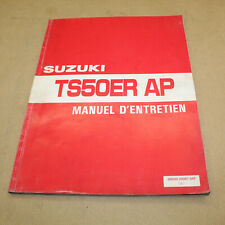 SUZUKI
TS50ER AP
MANUEL D'ENTRETIEN